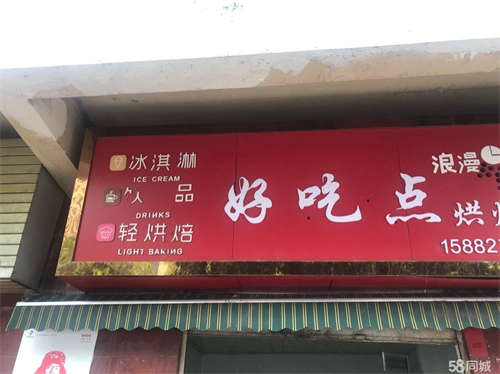 冰淇淋
ICE CREAM
品
DRINKS
轻烘焙
LIGHT BAKING
好吃点
浪漫
烘
15882
58同城